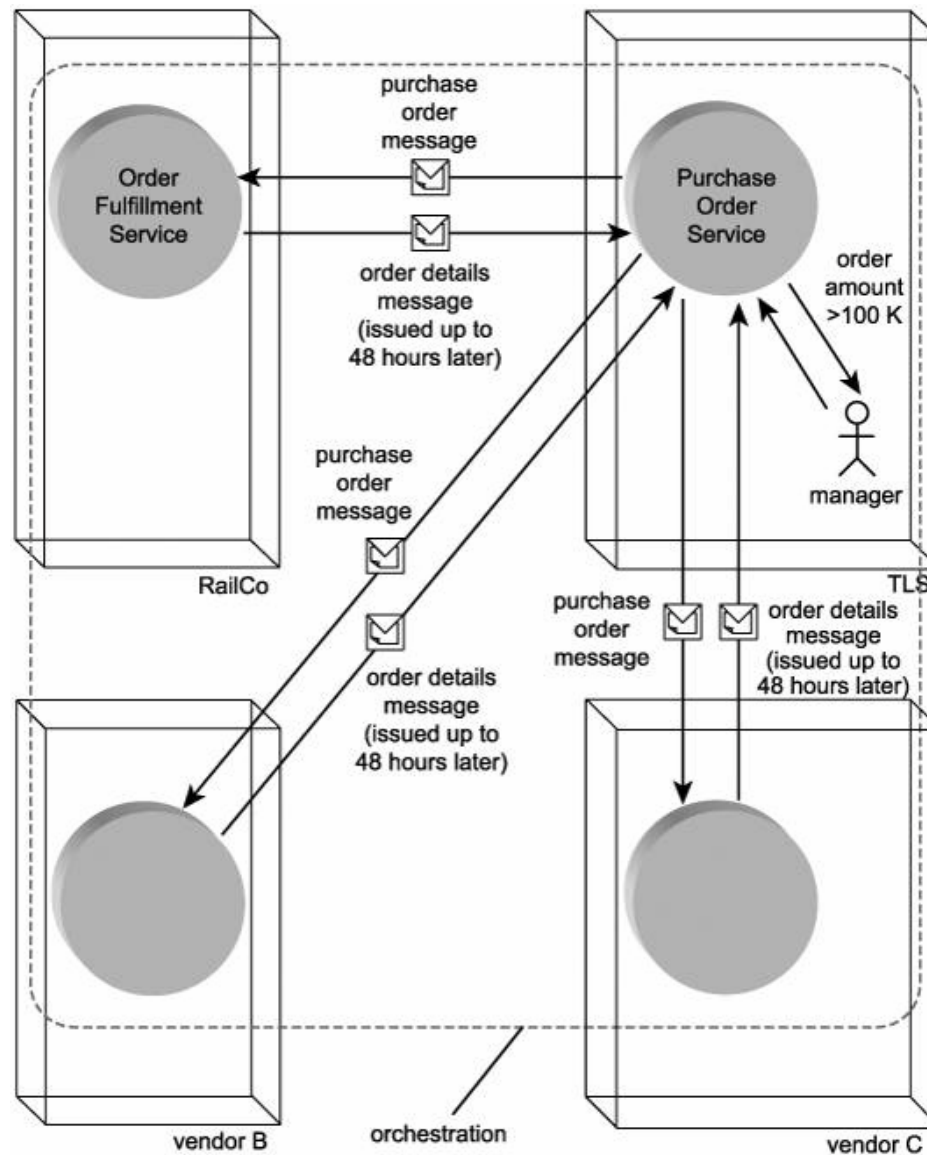 purchase
order
message
Order
Fulfillment
Service
Purchase
Order
Service
order details
message
(issued up to
48 hours later)
order
amount
>100 K
manager
purchase
order
message
RailCo
TLS
purchase
order
message
order details
message
(issued up to
48 hours later)
order details
message
(issued up to
48 hours later)
vendor B
orchestration
vendor C